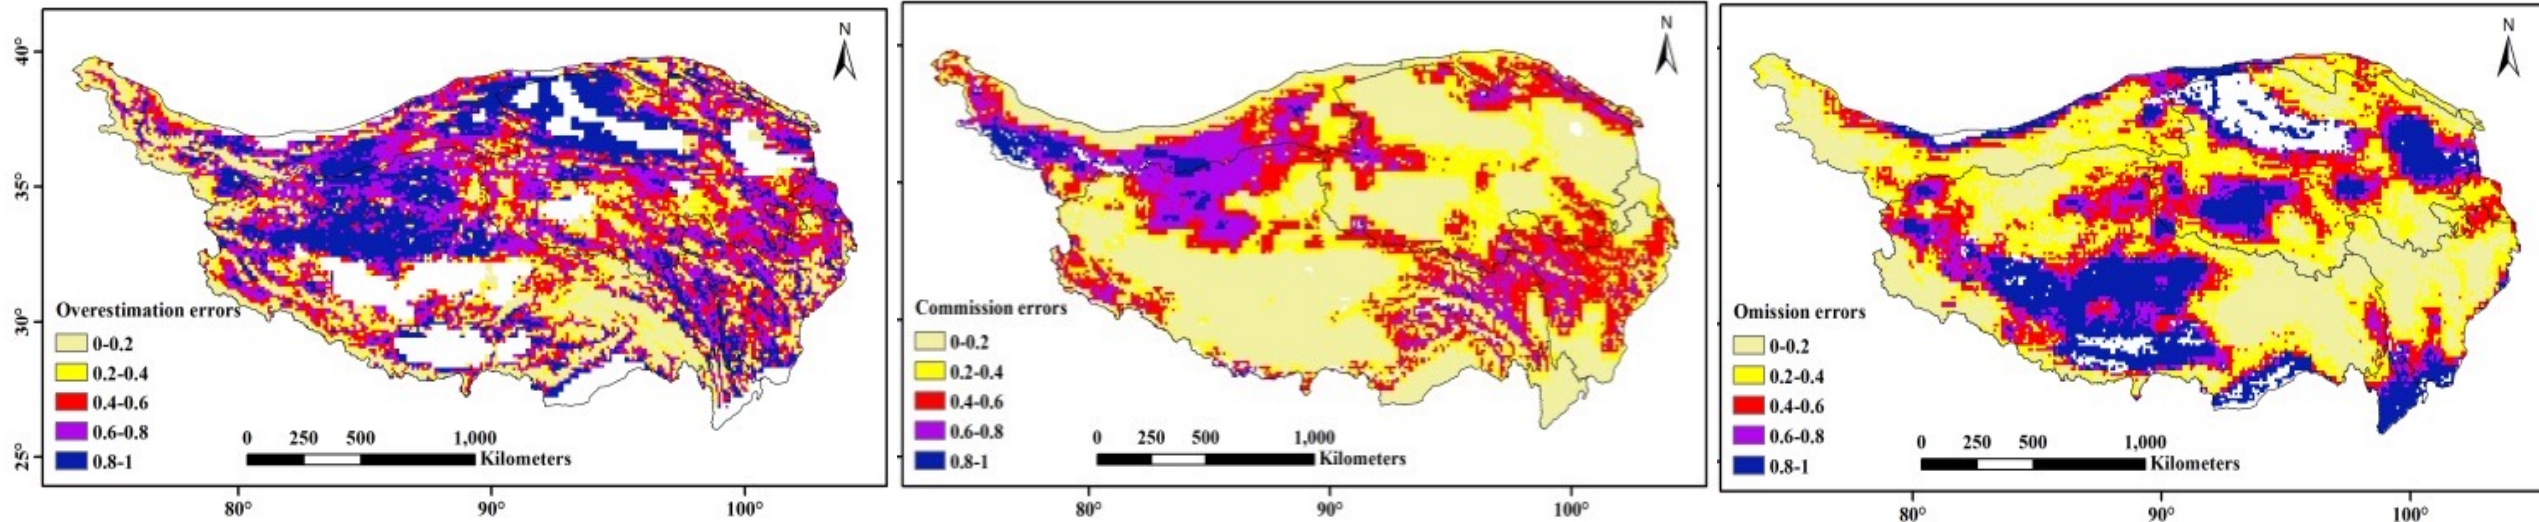 N
40°
35°
30°
25°
Overestimation errors
0-0.2
0.2-0.4
0.4-0.6
0.6-0.8
0.8-1
0 250 500 1,000
Kilometers
80° 90° 100°
N
Commission errors
0-0.2
0.2-0.4
0.4-0.6
0.6-0.8
0.8-1
0 250 500 1,000
Kilometers
80° 90° 100°
N
Omission errors
0-0.2
0.2-0.4
0.4-0.6
0.6-0.8
0.8-1
0 250 500 1,000
Kilometers
80° 90° 100°